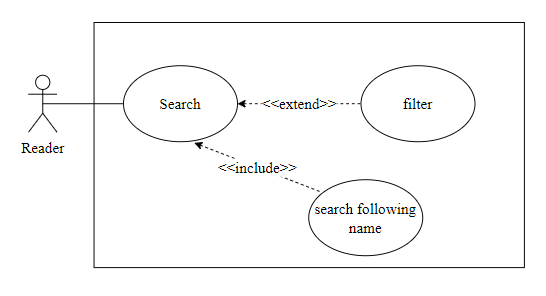 Search
<<extend>>
filter
Reader
<<include>>
search following
name